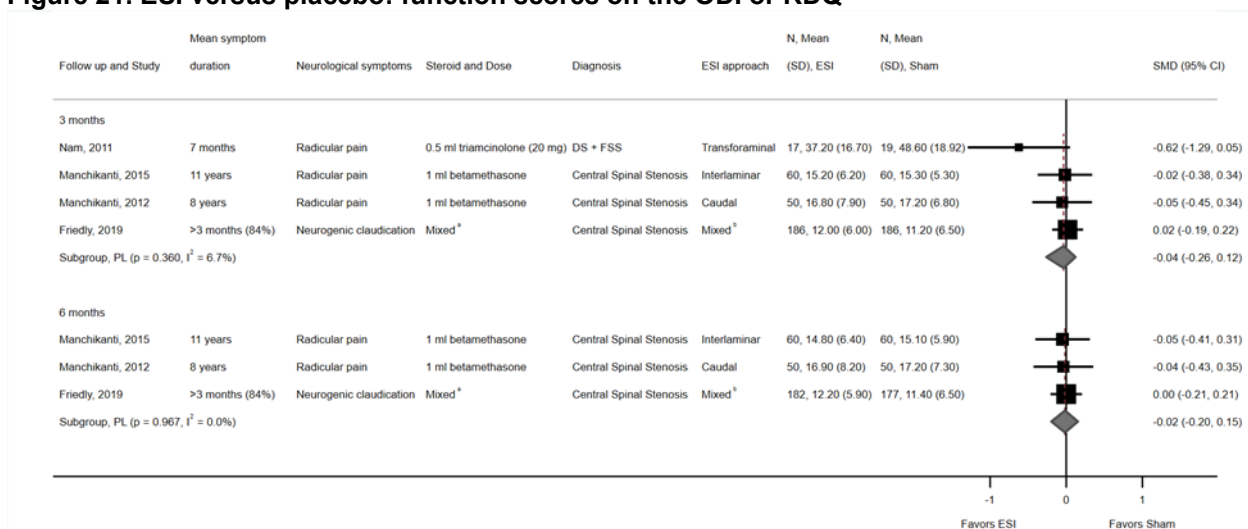 Figure 21. ESI versus placebo: function scores on the ODI or RDQ
Mean symptom N, Mean N, Mean
Follow up and Study duration Neurological symptoms Steroid and Dose Diagnosis ESI approach (SD), ESI (SD), Sham SMD (95% CI)
3 months
Nam, 2011 7 months Radicular pain 0.5 ml triamcinolone (20 mg) DS + FSS Transforaminal 17, 37.20 (16.70) 19, 48.60 (18.92) -0.62 (-1.29, 0.05)
Manchikanti, 2015 11 years Radicular pain 1 ml betamethasone Central Spinal Stenosis Interlaminar 60, 15.20 (6.20) 60, 15.30 (5.30) -0.02 (-0.38, 0.34)
Manchikanti, 2012 8 years Radicular pain 1 ml betamethasone Central Spinal Stenosis Caudal 50, 16.80 (7.90) 50, 17.20 (6.80) -0.05 (-0.45, 0.34)
Friedly, 2019 >3 months (84%) Neurogenic claudication Mixed a Central Spinal Stenosis Mixed b 186, 12.00 (6.00) 186, 11.20 (6.50) 0.02 (-0.19, 0.22)
Subgroup, PL (p = 0.360, I² = 6.7%) -0.04 (-0.26, 0.12)
6 months
Manchikanti, 2015 11 years Radicular pain 1 ml betamethasone Central Spinal Stenosis Interlaminar 60, 14.80 (6.40) 60, 15.10 (5.90) -0.05 (-0.41, 0.31)
Manchikanti, 2012 8 years Radicular pain 1 ml betamethasone Central Spinal Stenosis Caudal 50, 16.90 (8.20) 50, 17.20 (7.30) -0.04 (-0.43, 0.35)
Friedly, 2019 >3 months (84%) Neurogenic claudication Mixed a Central Spinal Stenosis Mixed b 182, 12.20 (5.90) 177, 11.40 (6.50) 0.00 (-0.21, 0.21)
Subgroup, PL (p = 0.967, I² = 0.0%) -0.02 (-0.20, 0.15)
-1 0 1
Favors ESI Favors Sham